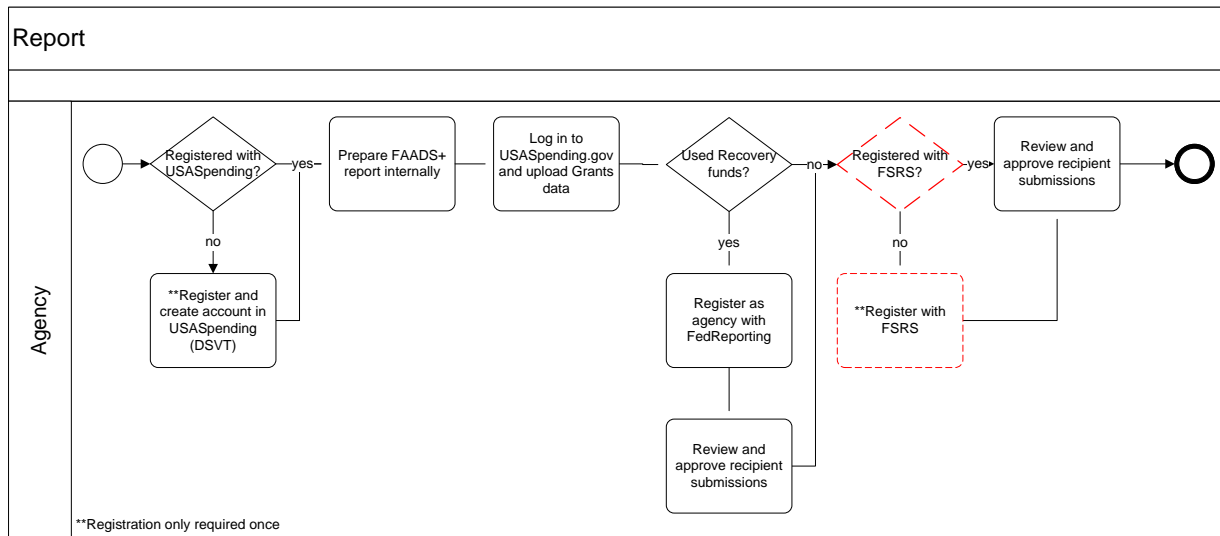 Report
Agency
Registered with
USASpending?
yes
no
**Register and
create account in
USASpending
(DSVT)
Prepare FAADS+
report internally
Log in to
USASpending.gov
and upload Grants
data
Used Recovery
funds?
no
yes
Register as
agency with
FedReporting
Review and
approve recipient
submissions
Registered with
FSRS?
yes
no
**Register with
FSRS
Review and
approve recipient
submissions
**Registration only required once